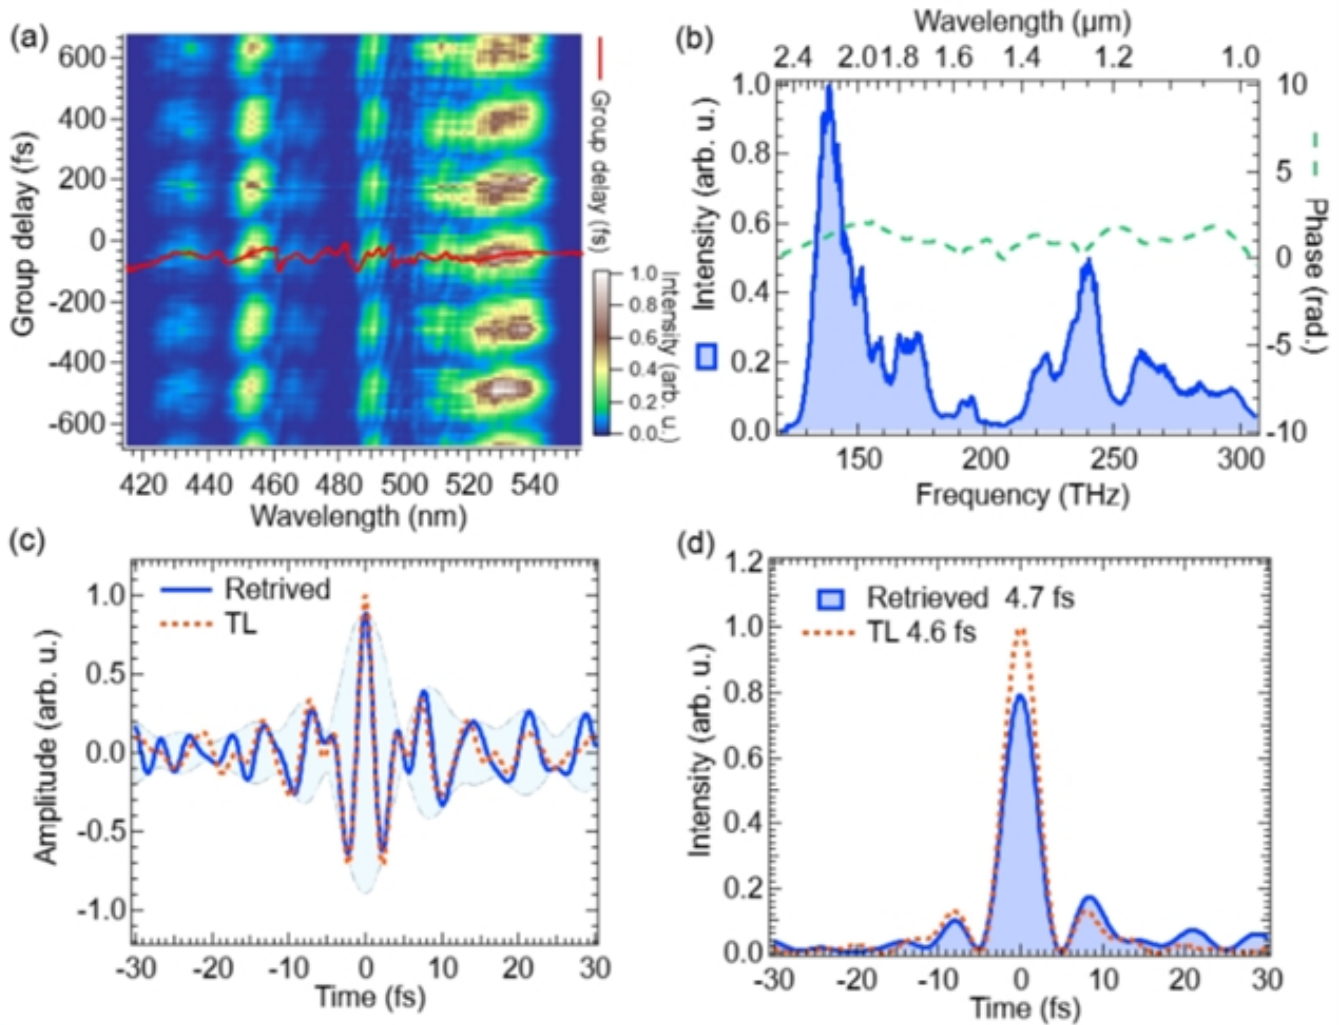 (a)
600
400
200
0
-200
-400
-600
Group delay (fs)
420 440 460 480 500 520 540
Wavelength (nm)
Group delay (fs)
1.0
0.8
0.6
0.4
0.2
0.0
Intensity (arb. u.)
(b)
Wavelength (μm)
2.4 2.0 1.8 1.6 1.4 1.2 1.0
1.0
0.8
0.6
0.4
0.2
0.0
Intensity (arb. u.)
10
5
0
-5
-10
Phase (rad.)
150 200 250 300
Frequency (THz)
(c)
Retrived
TL
1.0
0.5
0.0
-0.5
-1.0
Amplitude (arb. u.)
-30 -20 -10 0 10 20 30
Time (fs)
(d)
Retrieved 4.7 fs
TL 4.6 fs
1.2
1.0
0.8
0.6
0.4
0.2
0.0
Intensity (arb. u.)
-30 -20 -10 0 10 20 30
Time (fs)